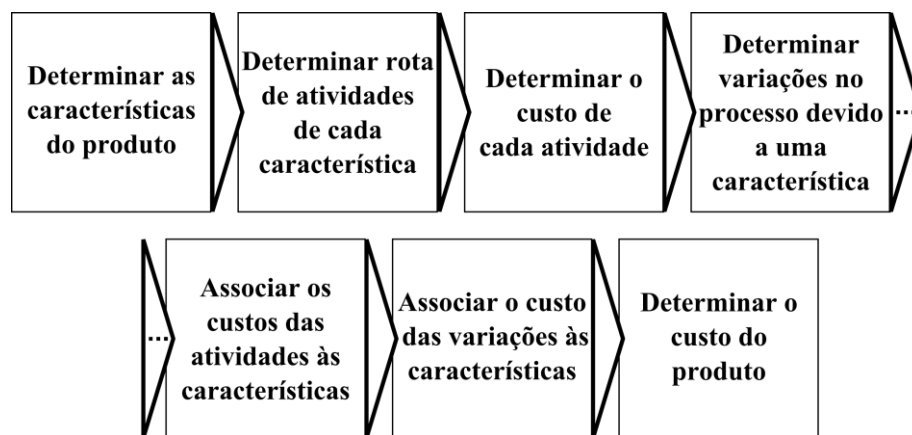 Determinar as
características
do produto
Determinar rota
de atividades
de cada
característica
Determinar o
custo de
cada atividade
Determinar
variações no
processo devido
a uma
característica
...
...
Associar os
custos das
atividades às
características
Associar o custo
das variações às
características
Determinar o
custo do
produto